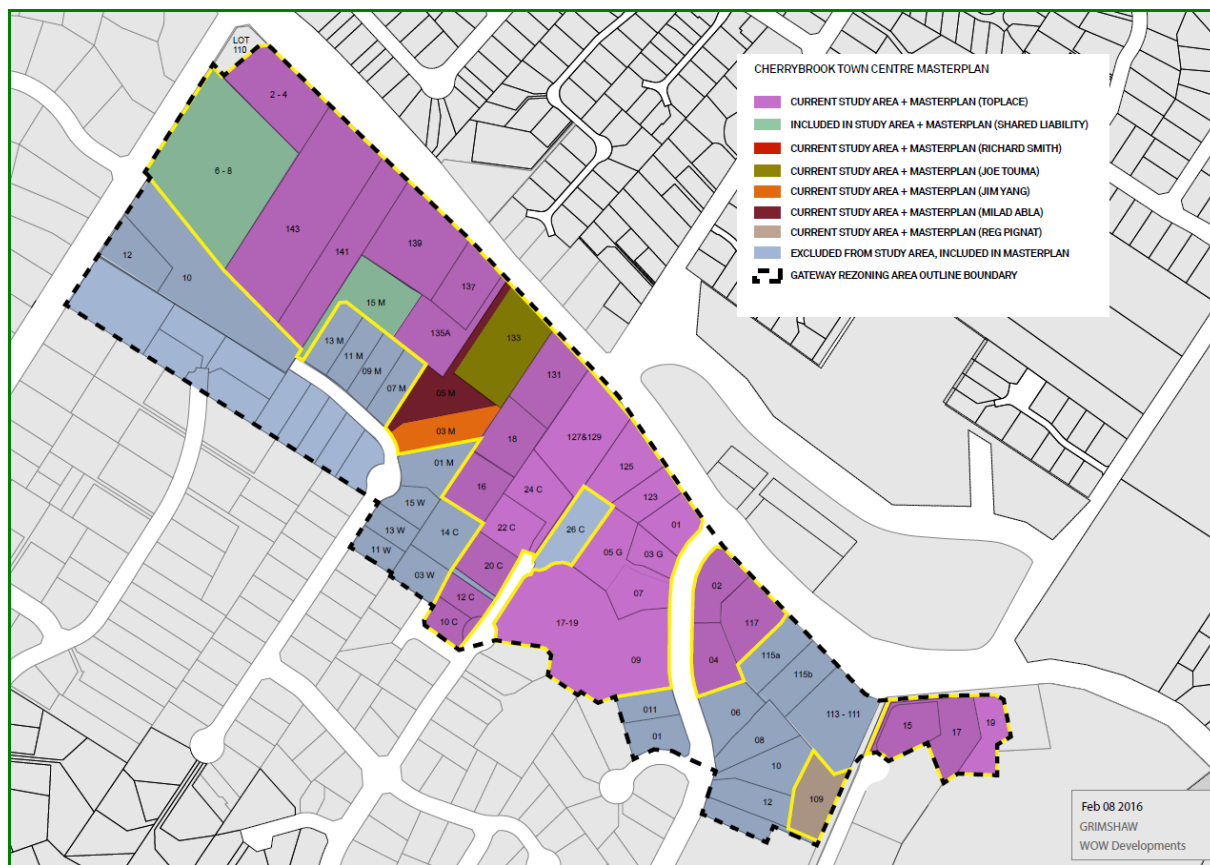 LOT
110
2 - 4
6 - 8
143
141
139
137
135A
15 M
12
10
13 M
11 M
09 M
07 M
133
05 M
03 M
131
18
127&129
125
123
01
16
24 C
22 C
20 C
26 C
01 M
15 W
14 C
13 W
11 W
03 W
12 C
10 C
05 G
03 G
07
17-19
09
02
117
04
115a
115b
113 - 111
011
01
06
08
10
12
109
15
17
19
CHERRYBROOK TOWN CENTRE MASTERPLAN
CURRENT STUDY AREA + MASTERPLAN (TOPLACE)
INCLUDED IN STUDY AREA + MASTERPLAN (SHARED LIABILITY)
CURRENT STUDY AREA + MASTERPLAN (RICHARD SMITH)
CURRENT STUDY AREA + MASTERPLAN (JOE TOUMA)
CURRENT STUDY AREA + MASTERPLAN (JIM YANG)
CURRENT STUDY AREA + MASTERPLAN (MILAD ABLA)
CURRENT STUDY AREA + MASTERPLAN (REG PIGNAT)
EXCLUDED FROM STUDY AREA, INCLUDED IN MASTERPLAN
GATEWAY REZONING AREA OUTLINE BOUNDARY
Feb 08 2016
GRIMSHAW
WOW Developments